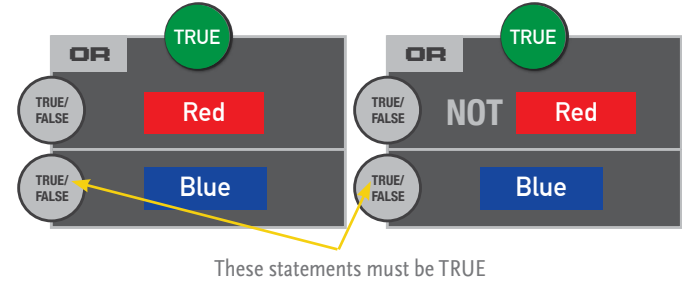 TRUE
OR
TRUE/
FALSE
Red
TRUE/
FALSE
Blue
TRUE
OR
TRUE/
FALSE
NOT Red
TRUE/
FALSE
Blue
These statements must be TRUE